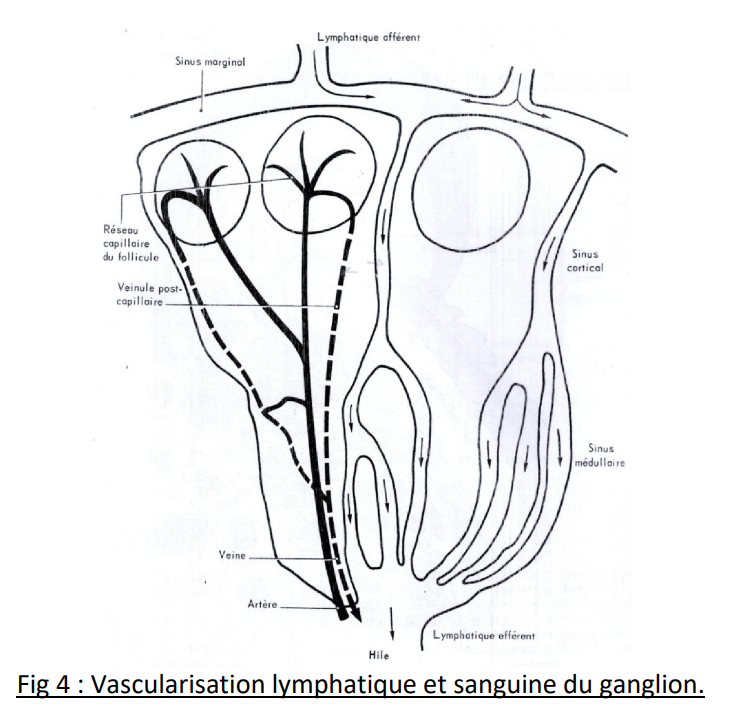 Lymphatique afférent
Sinus marginal
Réseau
capillaire
du follicule
Veinule post-
capillaire
Sinus
cortical
Sinus
médullaire
Veine
Artère
Lymphatique efférent
Hile
Fig 4 : Vascularisation lymphatique et sanguine du ganglion.